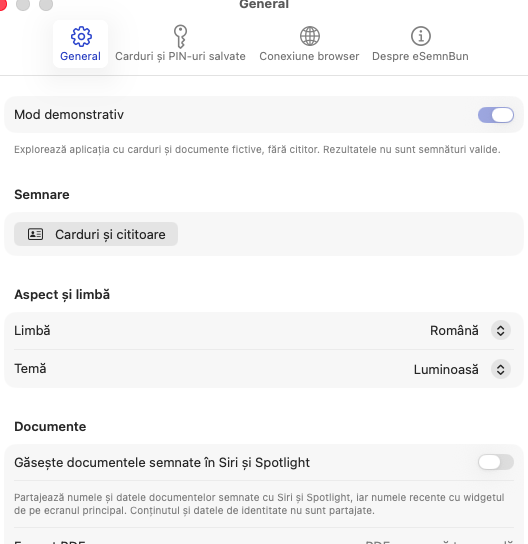 General
General
Carduri și PIN-uri salvate
Conexiune browser
Despre eSemnBun
Mod demonstrativ
Explorează aplicația cu carduri și documente fictive, fără cititor. Rezultatele nu sunt semnături valide.
Semnare
Carduri și cititoare
Aspect și limbă
Limbă
Română
Temă
Luminoasă
Documente
Găsește documentele semnate în Siri și Spotlight
Partajează numele și datele documentelor semnate cu Siri și Spotlight, iar numele recente cu widgetul
de pe ecranul principal. Conținutul și datele de identitate nu sunt partajate.